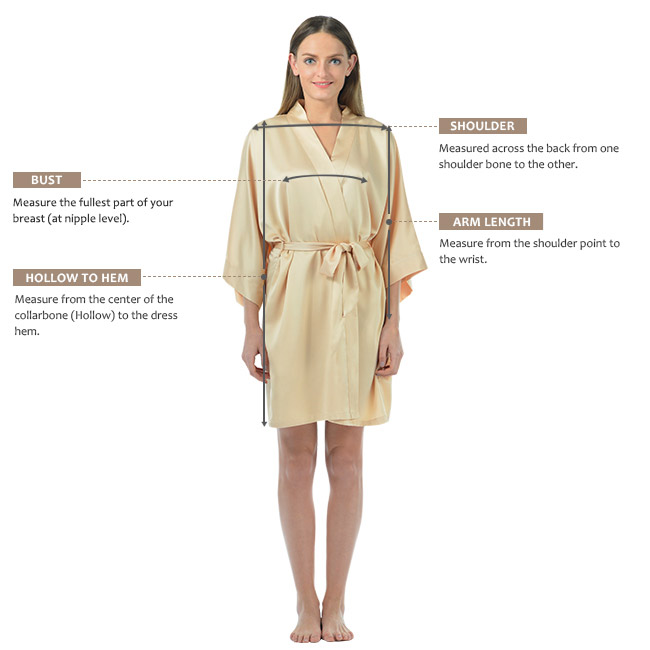 SHOULDER
Measured across the back from one
shoulder bone to the other.
BUST
Measure the fullest part of your
breast (at nipple level).
ARM LENGTH
Measure from the shoulder point to
the wrist.
HOLLOW TO HEM
Measure from the center of the
collarbone (Hollow) to the dress
hem.